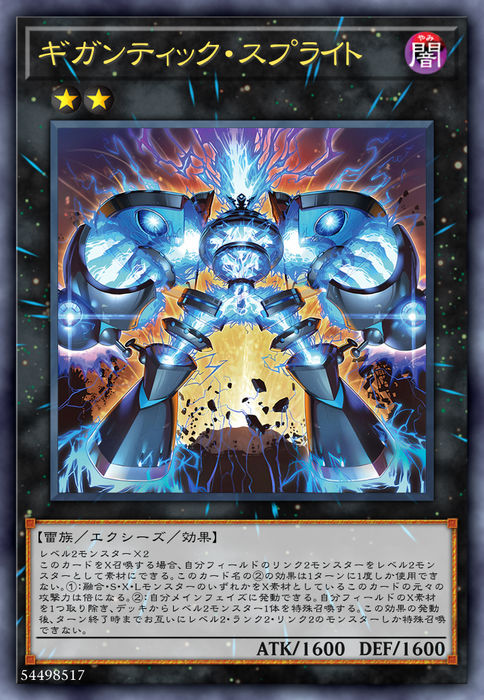 ギガンティック・スプライト
やみ
闇
【雷族／エクシーズ／効果】
レベル2モンスター×2
このカードをX召喚する場合、自分フィールドのリンク2モンスターをレベル2モン
スターとして素材にできる。このカード名の②の効果は1ターンに1度しか使用でき
ない。①：融合・S・X・Lモンスターのいずれかを X素材としているこのカードの元々の
攻撃力は倍になる。②：自分メインフェイズに発動できる。自分フィールドのX素材
を1つ取り除き、デッキからレベル2モンスター1体を特殊召喚する。この効果の発動
後、ターン終了時までお互いにレベル2・ランク2・リンク2のモンスターしか特殊召喚
できない。
ATK/1600 DEF/1600
54498517